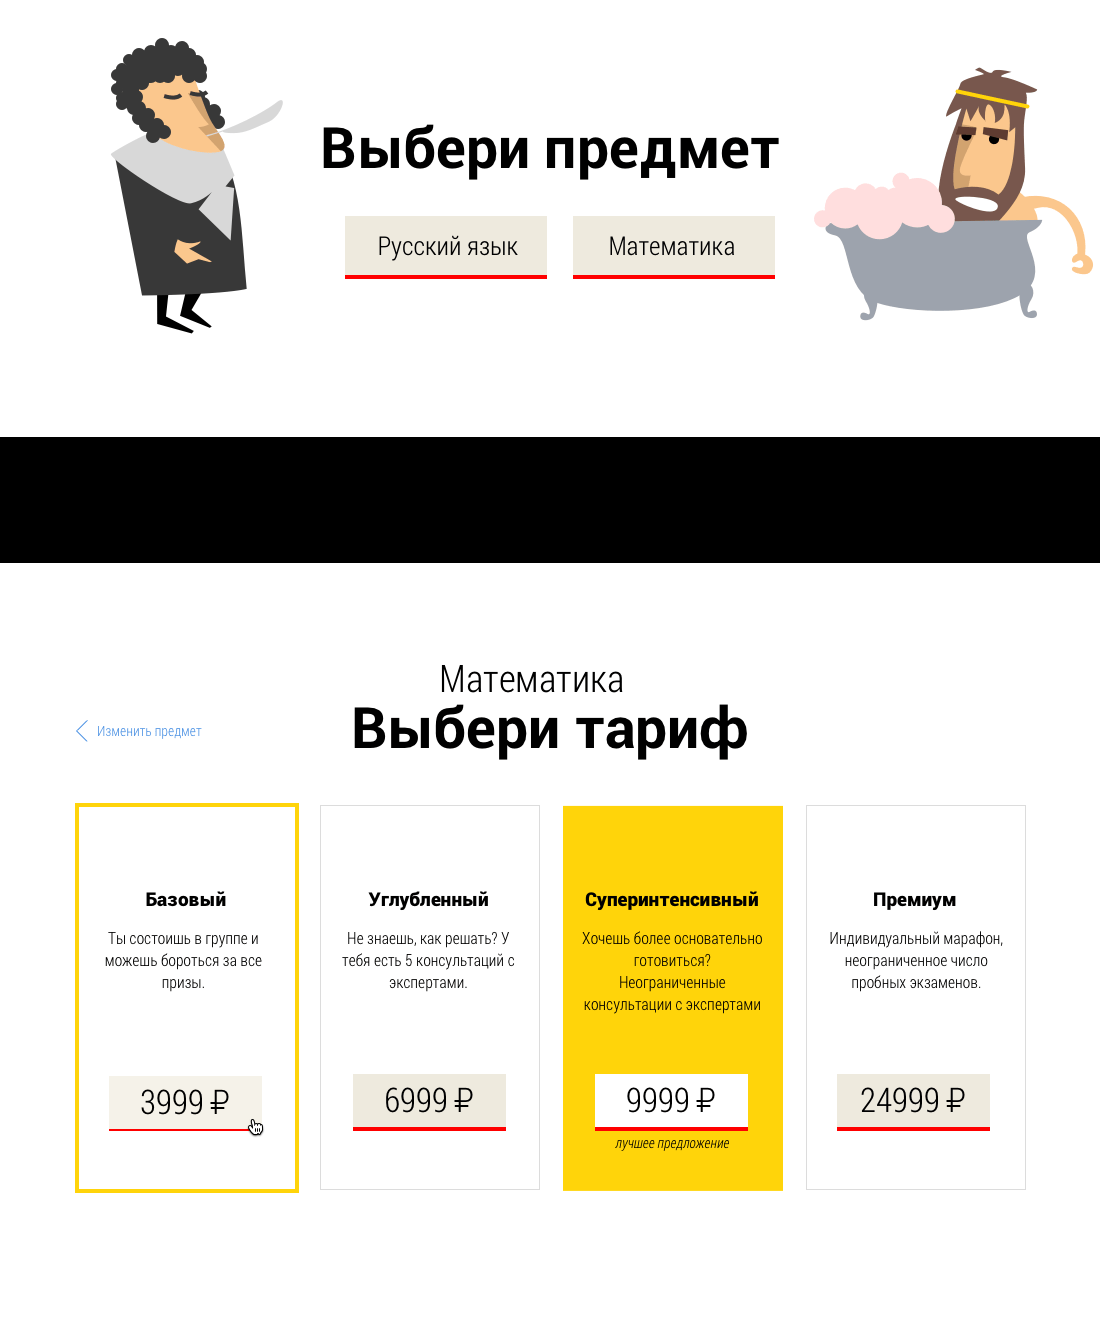 Выбери предмет
Русский язык
Математика
Математика
Изменить предмет
Выбери тариф
Базовый
Ты состоишь в группе и
можешь бороться за все
призы.
3999 ₽
Углубленный
Не знаешь, как решать? У
тебя есть 5 консультаций с
экспертами.
6999 ₽
Суперинтенсивный
Хочешь более основательно
готовиться?
Неограниченные
консультации с экспертами
9999 ₽
лучшее предложение
Премиум
Индивидуальный марафон,
неограниченное число
пробных экзаменов.
24999 ₽